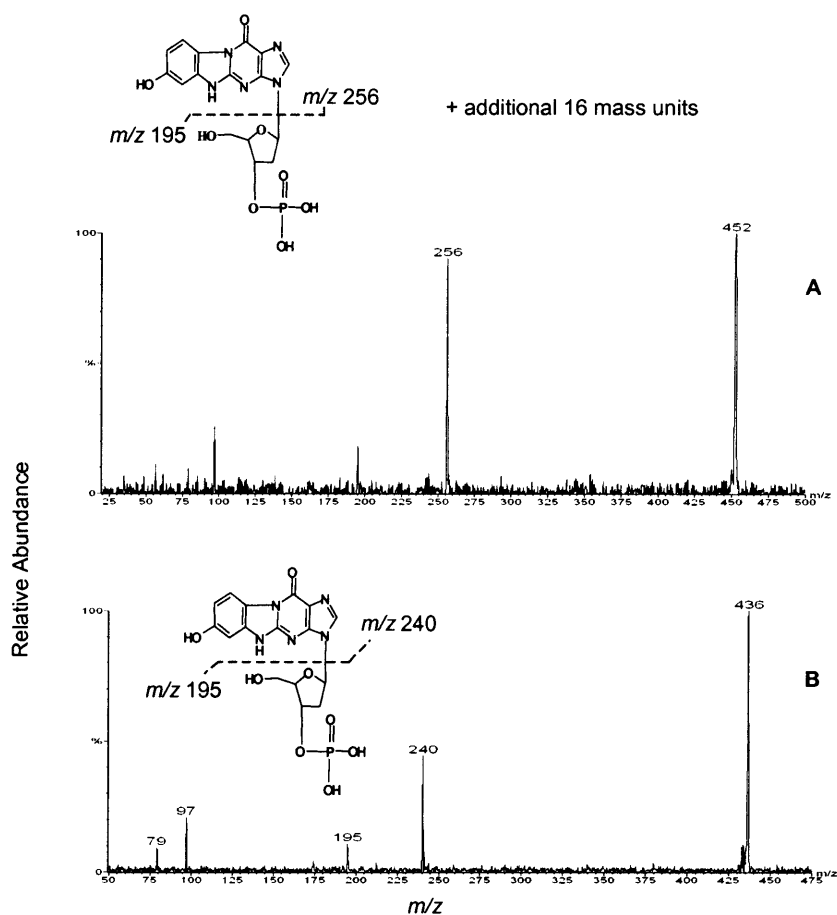 O
N
N
N
N
N
H
HO
m/z 256
m/z 195
HO
O
O
O P OH
OH
+ additional 16 mass units
Relative Abundance
100
%
0
256
452
A
25 50 75 100 125 150 175 200 225 250 275 300 325 350 375 400 425 450 475 500 m/z
O
N
N
N
N
N
H
HO
m/z 240
m/z 195
HO
O
O
O P OH
OH
100
%
0
79
97
195
240
436
B
50 75 100 125 150 175 200 225 250 275 300 325 350 375 400 425 450 475
m/z